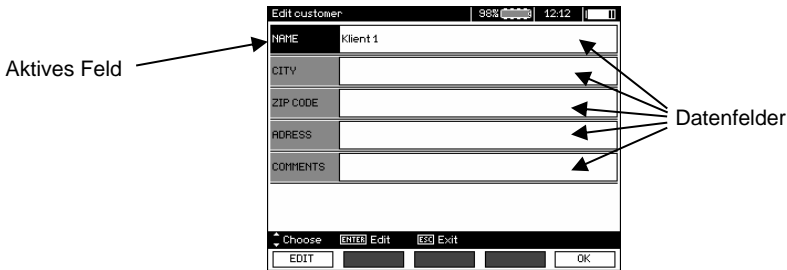 Edit customer 98% 12:12
NAME Klient 1
Aktives Feld
CITY
ZIP CODE
Datenfelder
ADRESS
COMMENTS
Choose ENTER Edit ESC Exit
EDIT OK